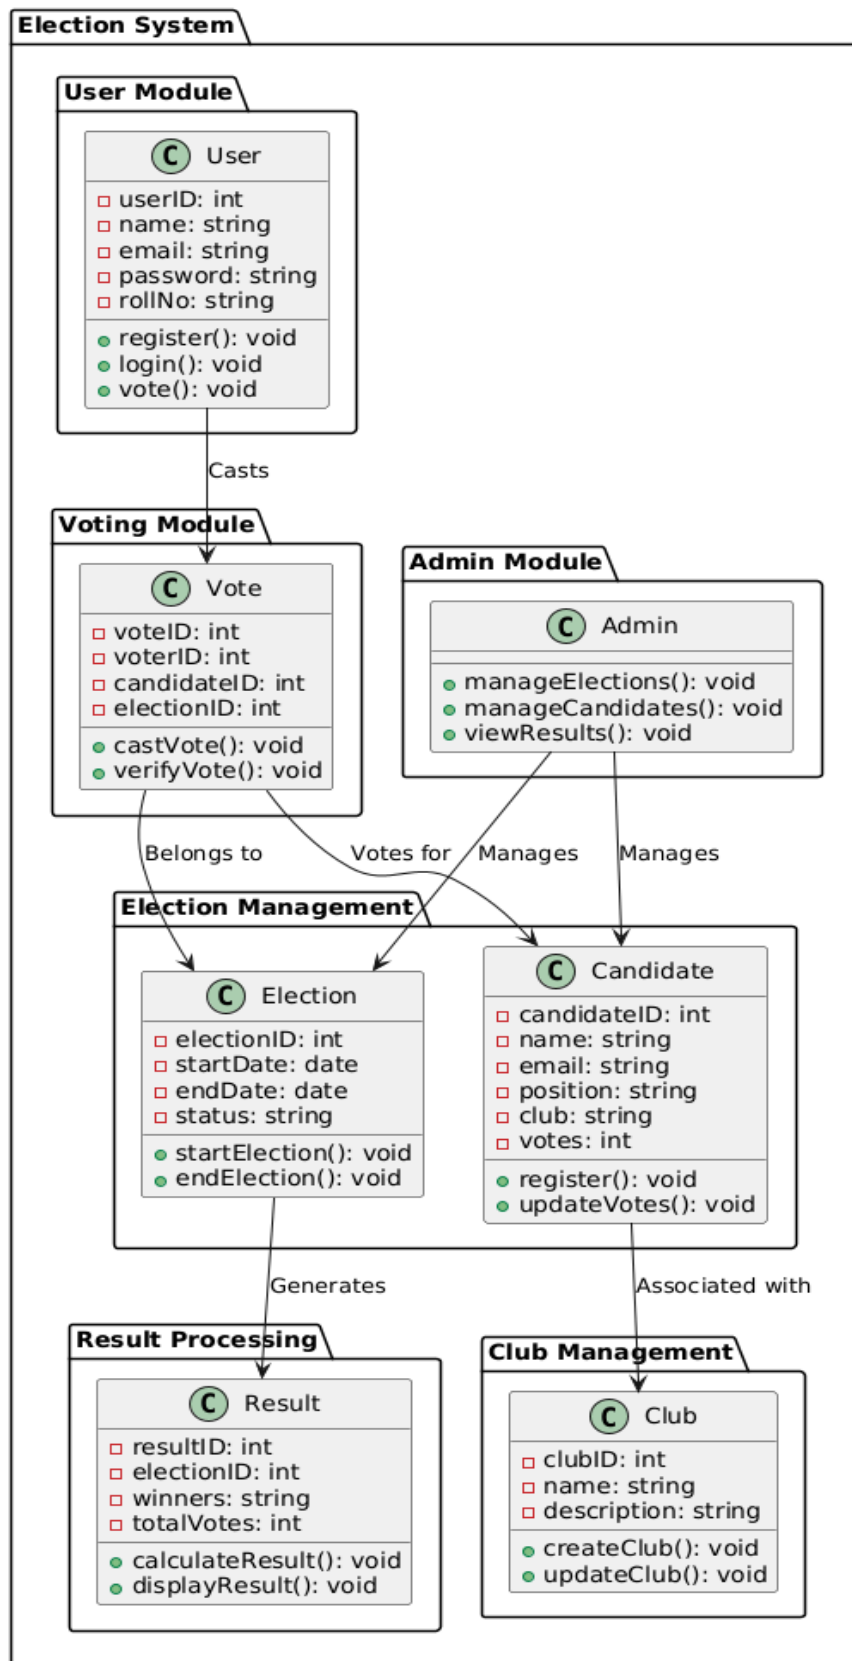 Election System
User Module
C User
userID: int
name: string
email: string
password: string
rollNo: string
register(): void
login(): void
vote(): void
Casts
Voting Module
C Vote
voteID: int
voterID: int
candidateID: int
electionID: int
castVote(): void
verifyVote(): void
Admin Module
C Admin
manageElections(): void
manageCandidates(): void
viewResults(): void
Belongs to
Votes for
Manages
Manages
Election Management
C Election
electionID: int
startDate: date
endDate: date
status: string
startElection(): void
endElection(): void
C Candidate
candidateID: int
name: string
email: string
position: string
club: string
votes: int
register(): void
updateVotes(): void
Generates
Associated with
Result Processing
C Result
resultID: int
electionID: int
winners: string
totalVotes: int
calculateResult(): void
displayResult(): void
Club Management
C Club
clubID: int
name: string
description: string
createClub(): void
updateClub(): void